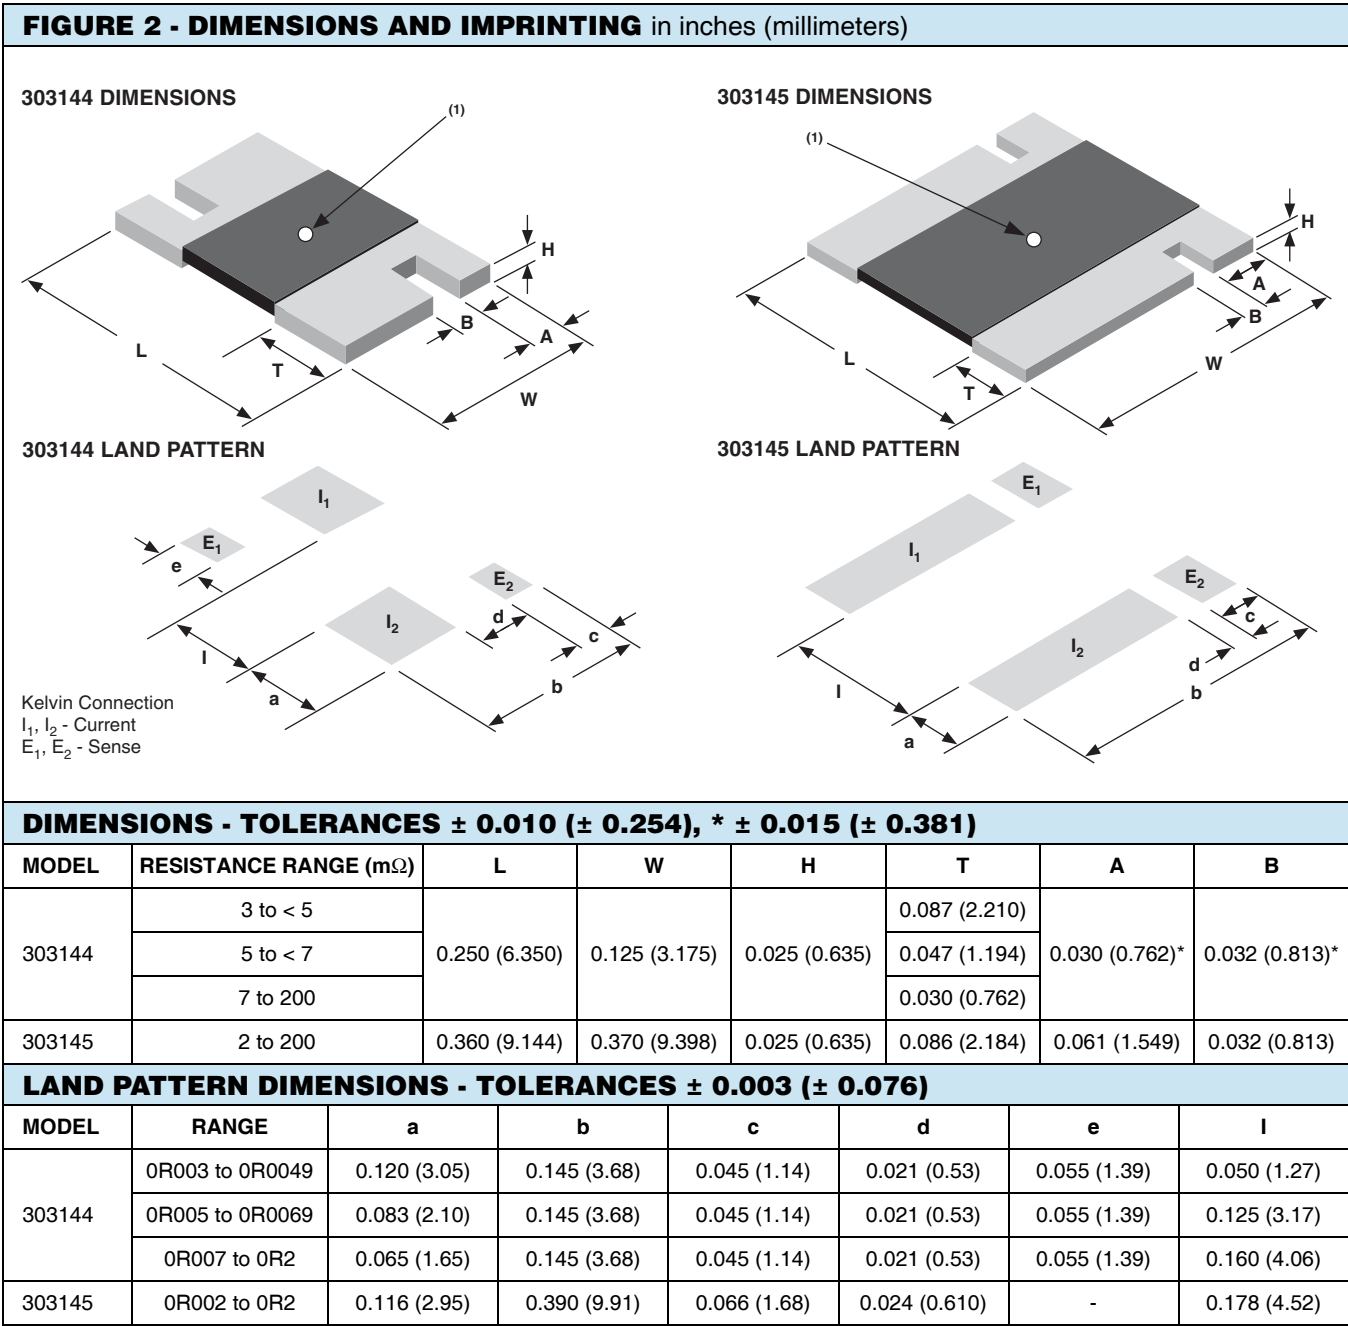 FIGURE 2 - DIMENSIONS AND IMPRINTING in inches (millimeters)
303144 DIMENSIONS
(1)
H
B
A
L
T
W
303145 DIMENSIONS
(1)
H
A
B
L
T
W
303144 LAND PATTERN
I1
E1
e
E2
I2
d
c
l
a
b
Kelvin Connection
I1, I2 - Current
E1, E2 - Sense
303145 LAND PATTERN
E1
I1
E2
c
I2
d
l
b
a
DIMENSIONS - TOLERANCES ± 0.010 (± 0.254), * ± 0.015 (± 0.381)
MODEL RESISTANCE RANGE (mΩ) L W H T A B
303144 3 to < 5 0.250 (6.350) 0.125 (3.175) 0.025 (0.635) 0.087 (2.210) 0.030 (0.762)* 0.032 (0.813)*
5 to < 7 0.047 (1.194)
7 to 200 0.030 (0.762)
303145 2 to 200 0.360 (9.144) 0.370 (9.398) 0.025 (0.635) 0.086 (2.184) 0.061 (1.549) 0.032 (0.813)
LAND PATTERN DIMENSIONS - TOLERANCES ± 0.003 (± 0.076)
MODEL RANGE a b c d e l
303144 0R003 to 0R0049 0.120 (3.05) 0.145 (3.68) 0.045 (1.14) 0.021 (0.53) 0.055 (1.39) 0.050 (1.27)
0R005 to 0R0069 0.083 (2.10) 0.145 (3.68) 0.045 (1.14) 0.021 (0.53) 0.055 (1.39) 0.125 (3.17)
0R007 to 0R2 0.065 (1.65) 0.145 (3.68) 0.045 (1.14) 0.021 (0.53) 0.055 (1.39) 0.160 (4.06)
303145 0R002 to 0R2 0.116 (2.95) 0.390 (9.91) 0.066 (1.68) 0.024 (0.610) - 0.178 (4.52)